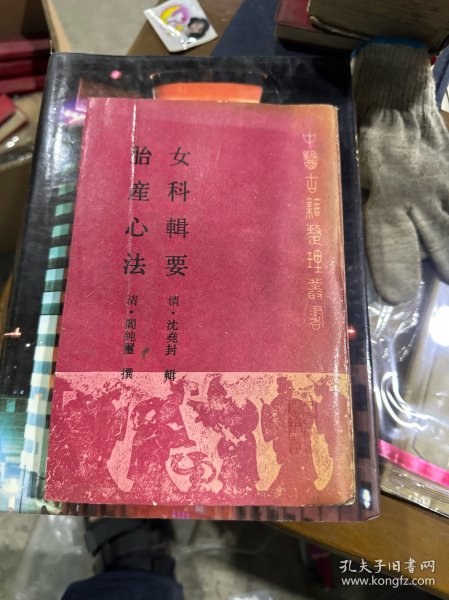 中醫古籍整理叢書
女科輯要
清·沈堯封 輯
胎産心法
清·閻純璽 撰
孔夫子旧书网
www.kongfz.com